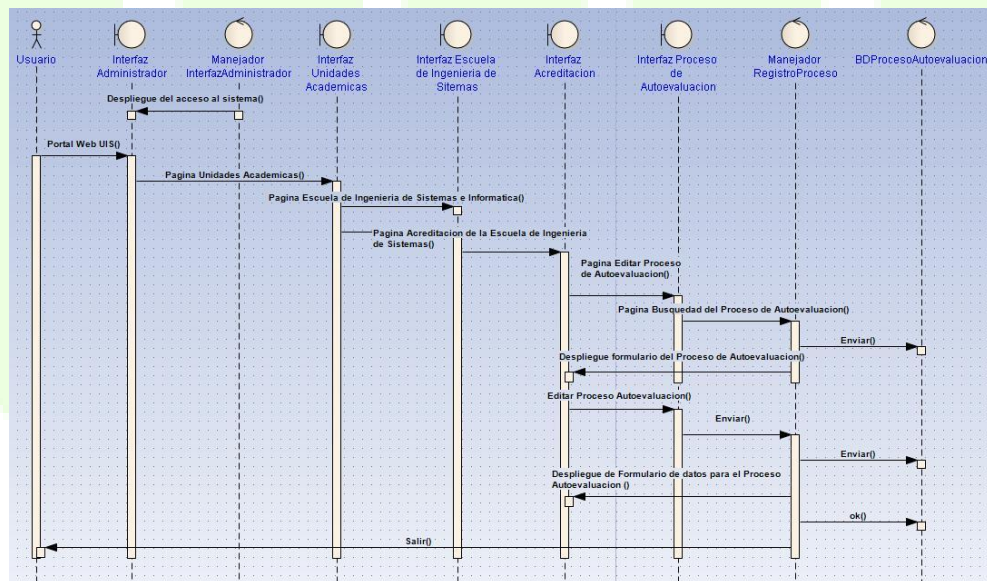 Usuario
Interfaz
Administrador
Manejador
InterfazAdministrador
Interfaz
Unidades
Academicas
Interfaz Escuela
de Ingenieria de
Sitemas
Interfaz
Acreditacion
Interfaz Proceso
de
Autoevaluacion
Manejador
RegistroProceso
BDProcesoAutoevaluacion
Despliegue del acceso al sistema()
Portal Web UIS()
Pagina Unidades Academicas()
Pagina Escuela de Ingenieria de Sistemas e Informatica()
Pagina Acreditacion de la Escuela de Ingenieria
de Sistemas()
Pagina Editar Proceso
de Autoevaluacion()
Pagina Busquedad del Proceso de Autoevaluacion()
Enviar()
Despliegue formulario del Proceso de Autoevaluacion()
Editar Proceso Autoevaluacion()
Enviar()
Enviar()
Despliegue de Formulario de datos para el Proceso
Autoevaluacion ()
ok()
Salir()